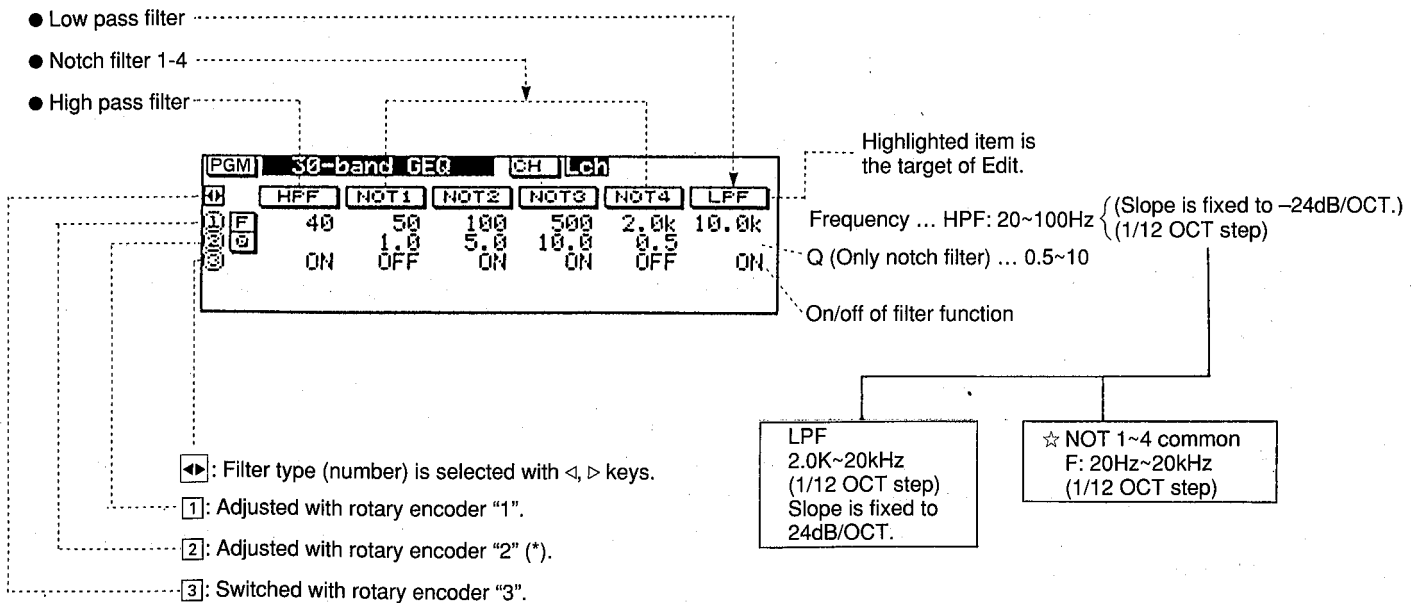 ● Low pass filter
● Notch filter 1-4
● High pass filter
Highlighted item is
the target of Edit.
PGM 30-band GEQ CH Lch
◀▶ HPF NOT1 NOT2 NOT3 NOT4 LPF
1 F 40 50 100 500 2.0k 10.0k
2 Q 1.0 5.0 10.0 0.5
3 ON OFF ON ON OFF ON
Frequency ... HPF: 20~100Hz
(Slope is fixed to –24dB/OCT.)
(1/12 OCT step)
Q (Only notch filter) ... 0.5~10
On/off of filter function
LPF
2.0K~20kHz
(1/12 OCT step)
Slope is fixed to
24dB/OCT.
☆ NOT 1~4 common
F: 20Hz~20kHz
(1/12 OCT step)
◀▶: Filter type (number) is selected with ◁, ▷ keys.
1: Adjusted with rotary encoder “1”.
2: Adjusted with rotary encoder “2” (*).
3: Switched with rotary encoder “3”.